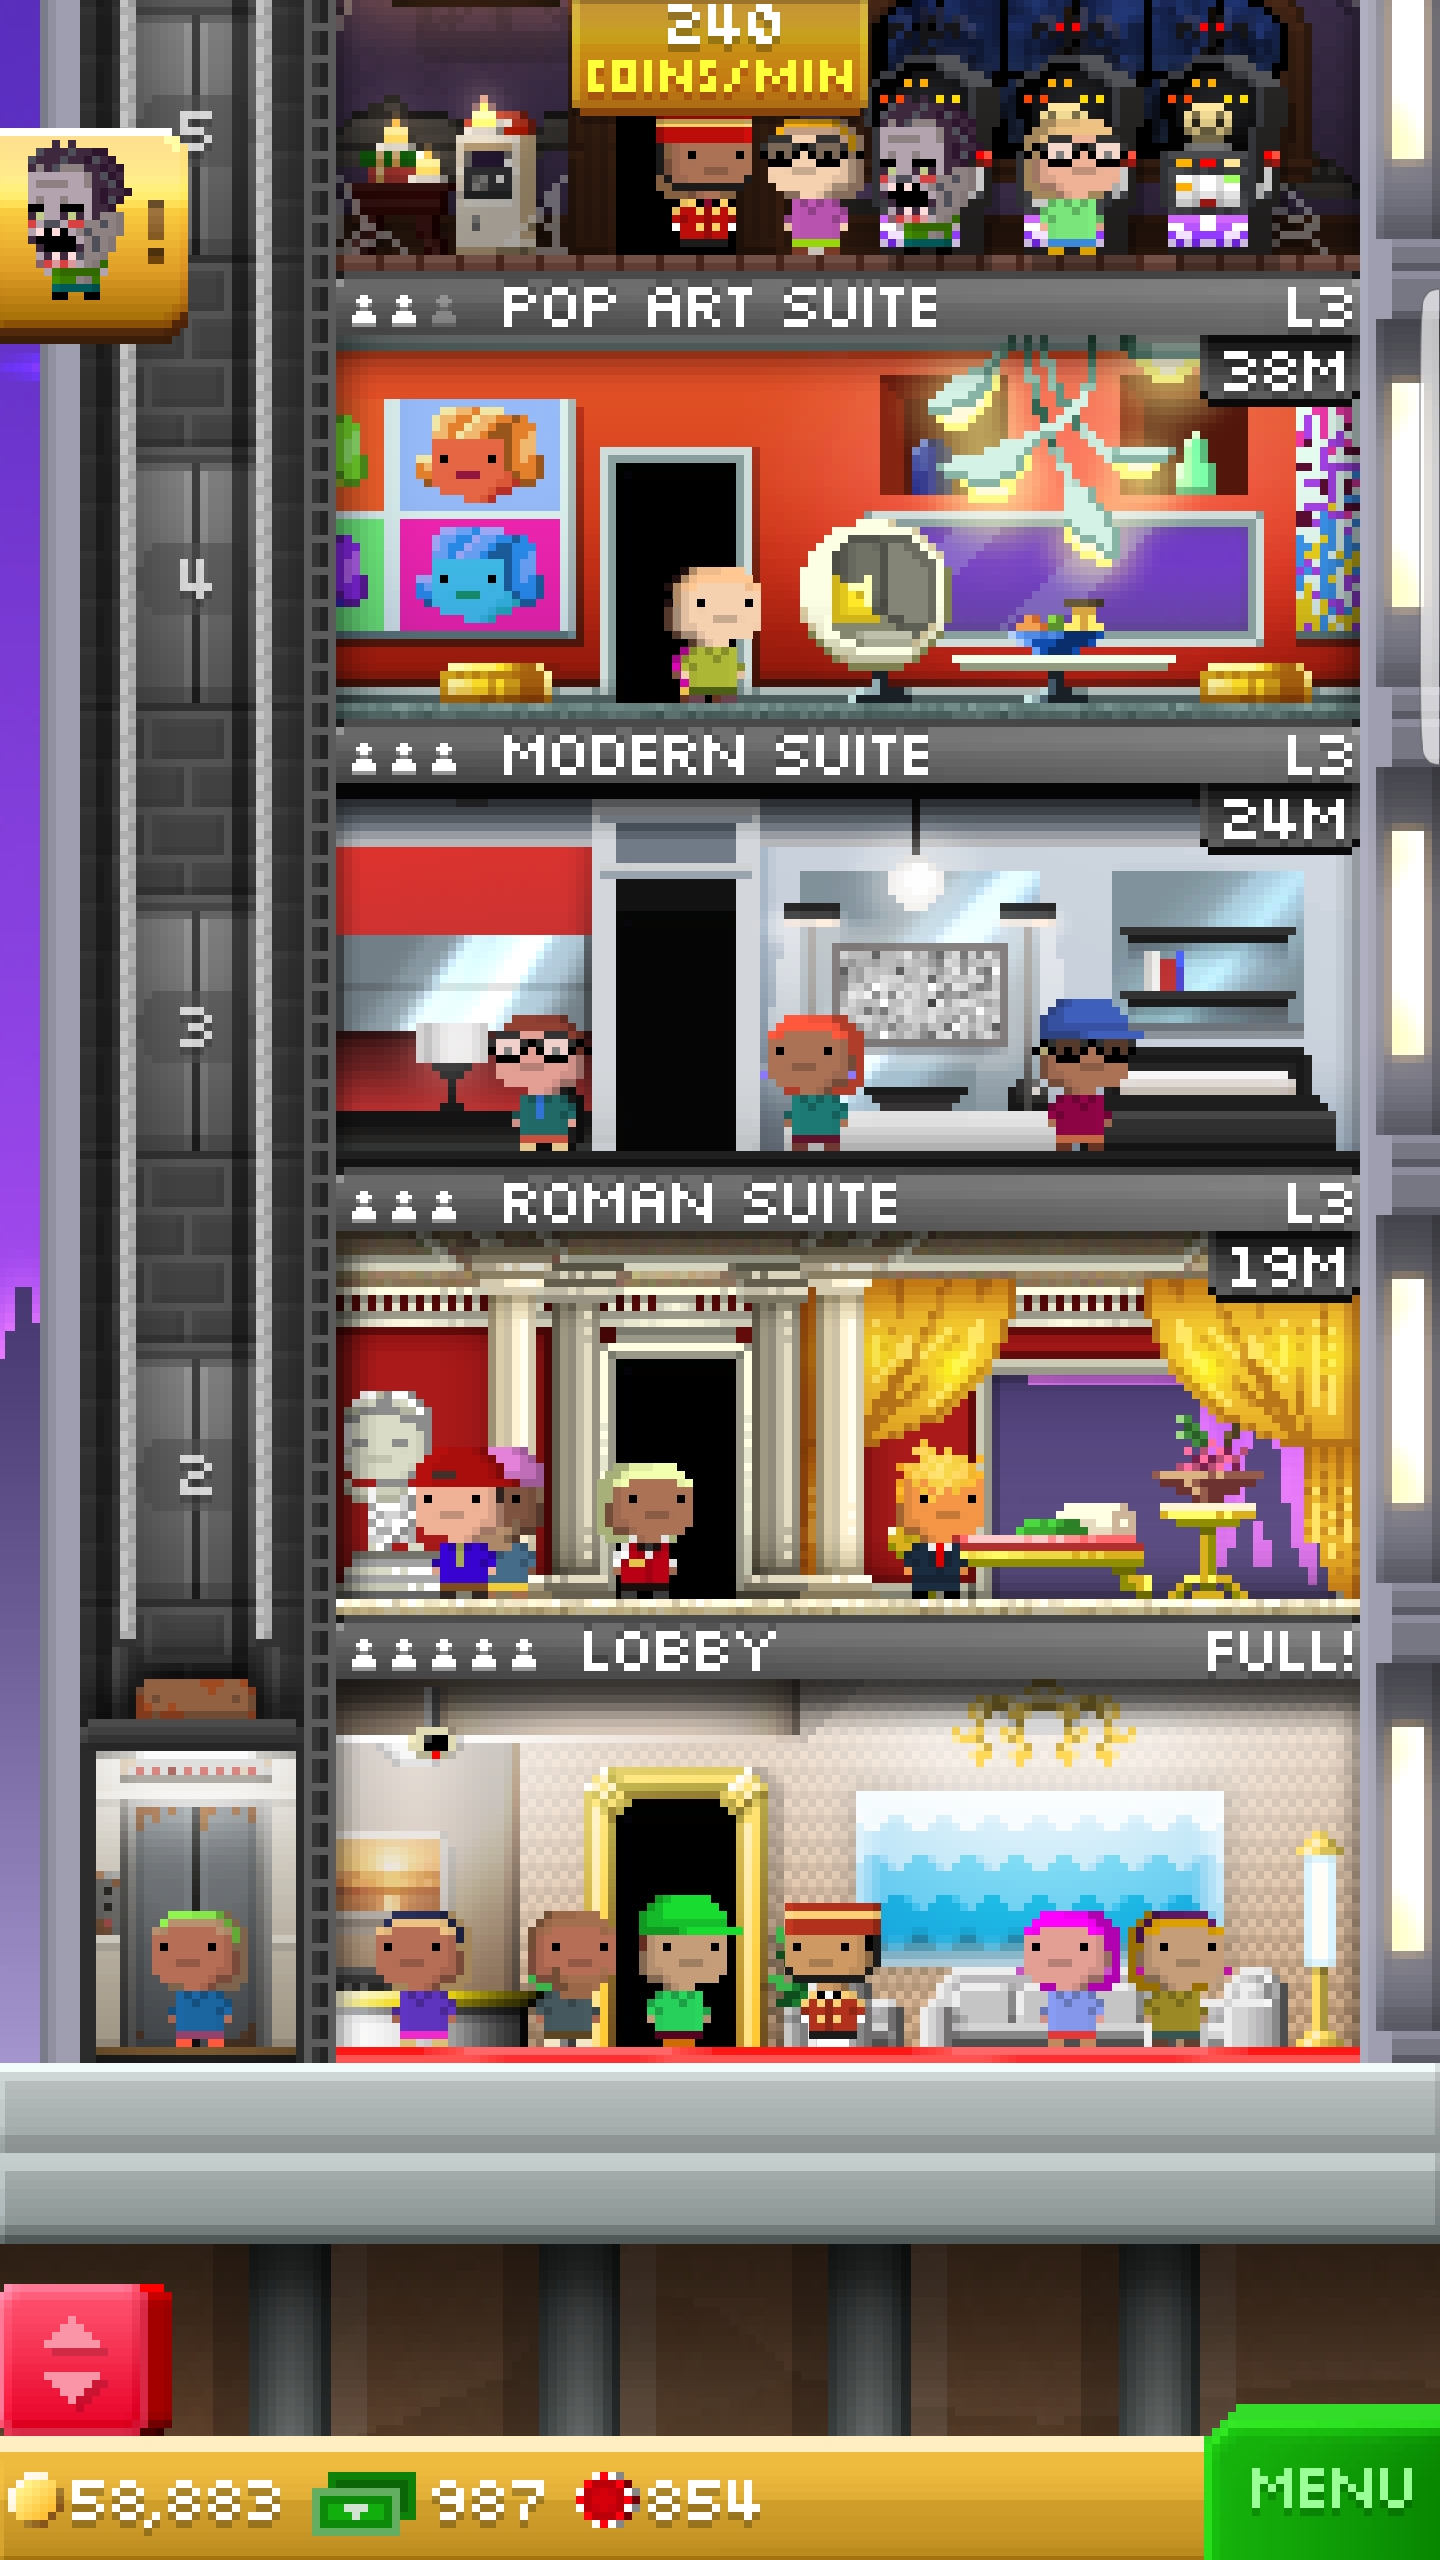 240
COINS/MIN
5
!
POP ART SUITE L3
38M
4
MODERN SUITE L3
24M
3
ROMAN SUITE L3
19M
2
LOBBY FULL!
58,883 987 854
MENU